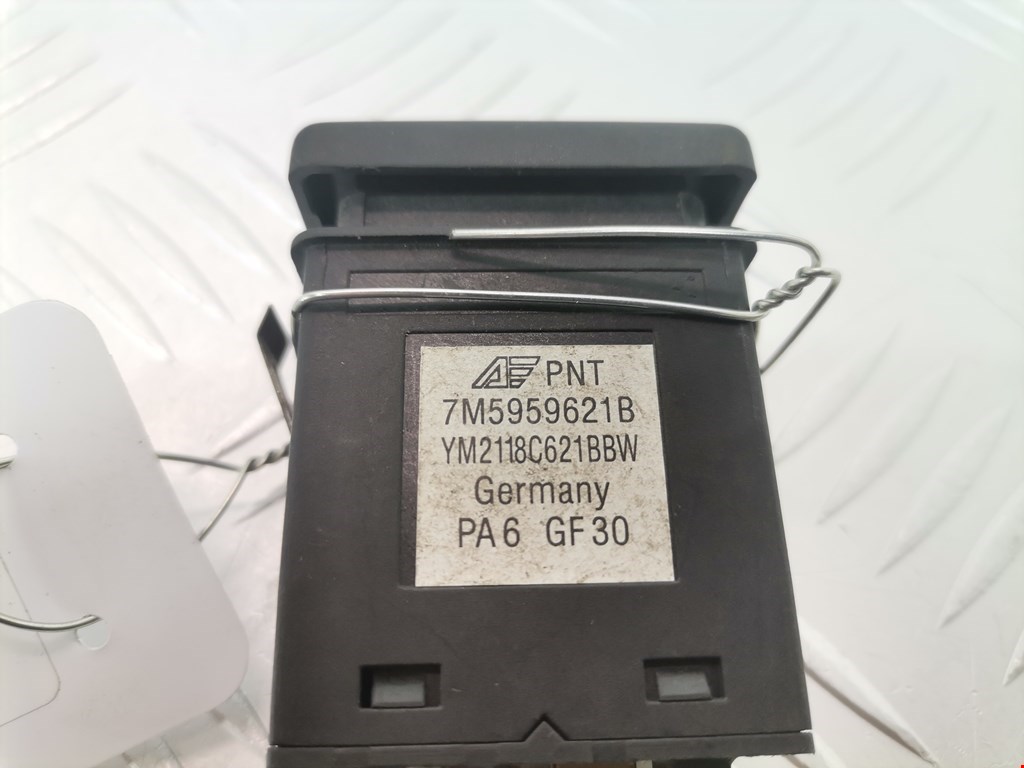 PNT
7M5959621B
YM2118C621BBW
Germany
PA6 GF30